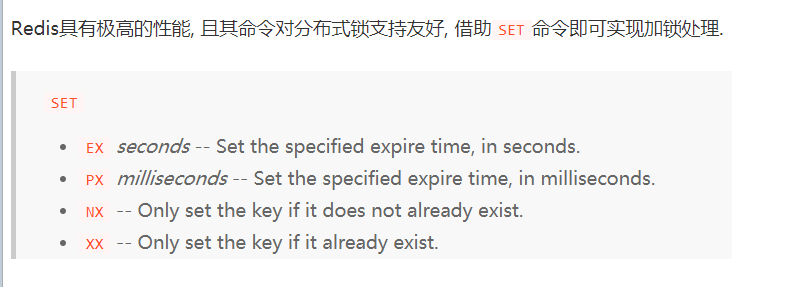 Redis具有极高的性能, 且其命令对分布式锁支持友好, 借助 SET 命令即可实现加锁处理.
SET
• EX seconds -- Set the specified expire time, in seconds.
• PX milliseconds -- Set the specified expire time, in milliseconds.
• NX -- Only set the key if it does not already exist.
• XX -- Only set the key if it already exist.